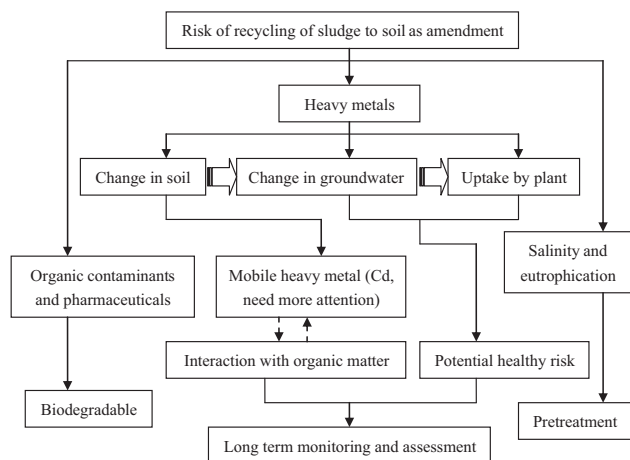 Risk of recycling of sludge to soil as amendment
Heavy metals
Change in soil
Change in groundwater
Uptake by plant
Organic contaminants
and pharmaceuticals
Mobile heavy metal (Cd,
need more attention)
Salinity and
eutrophication
Interaction with organic matter
Potential healthy risk
Biodegradable
Pretreatment
Long term monitoring and assessment